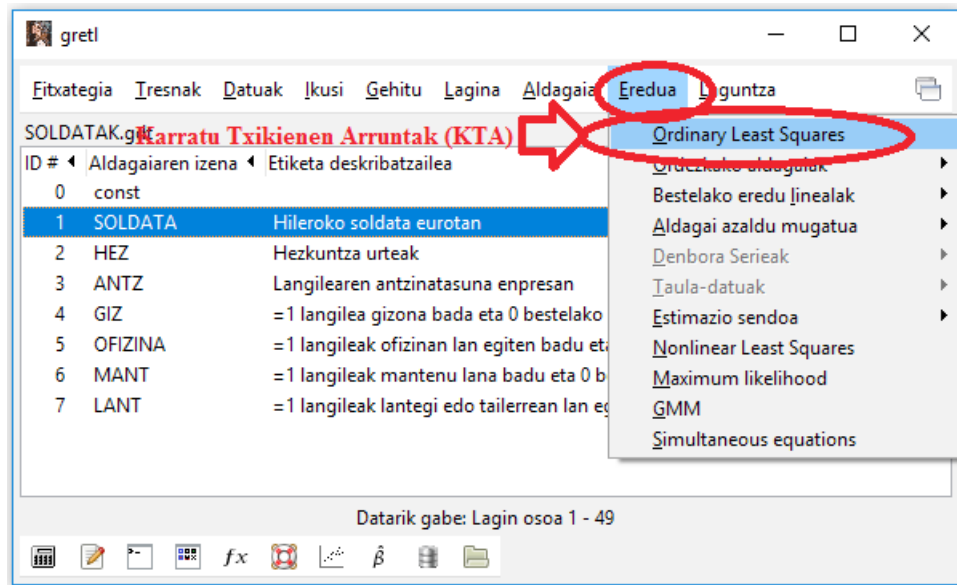 gretl
Fitxategia Tresnak Datuak Ikusi Gehitu Lagina Aldagaia Eredua Laguntza
SOLDATAK.gdt
Karratu Txikienen Arruntak (KTA)
ID # Aldagaiaren izena Etiketa deskribatzailea
0 const
1 SOLDATA Hileroko soldata eurotan
2 HEZ Hezkuntza urteak
3 ANTZ Langilearen antzinatasuna enpresan
4 GIZ =1 langilea gizona bada eta 0 bestelako
5 OFIZINA =1 langileak ofizinan lan egiten badu eta
6 MANT =1 langileak mantenu lana badu eta 0 b
7 LANT =1 langileak lantegi edo tailerrean lan eg
Ordinary Least Squares
Ordezkako aldagaiak
Bestelako eredu linealak
Aldagai azaldu mugatua
Denbora Serieak
Taula-datuak
Estimazio sendoa
Nonlinear Least Squares
Maximum likelihood
GMM
Simultaneous equations
Datarik gabe: Lagin osoa 1 - 49
fx β̂